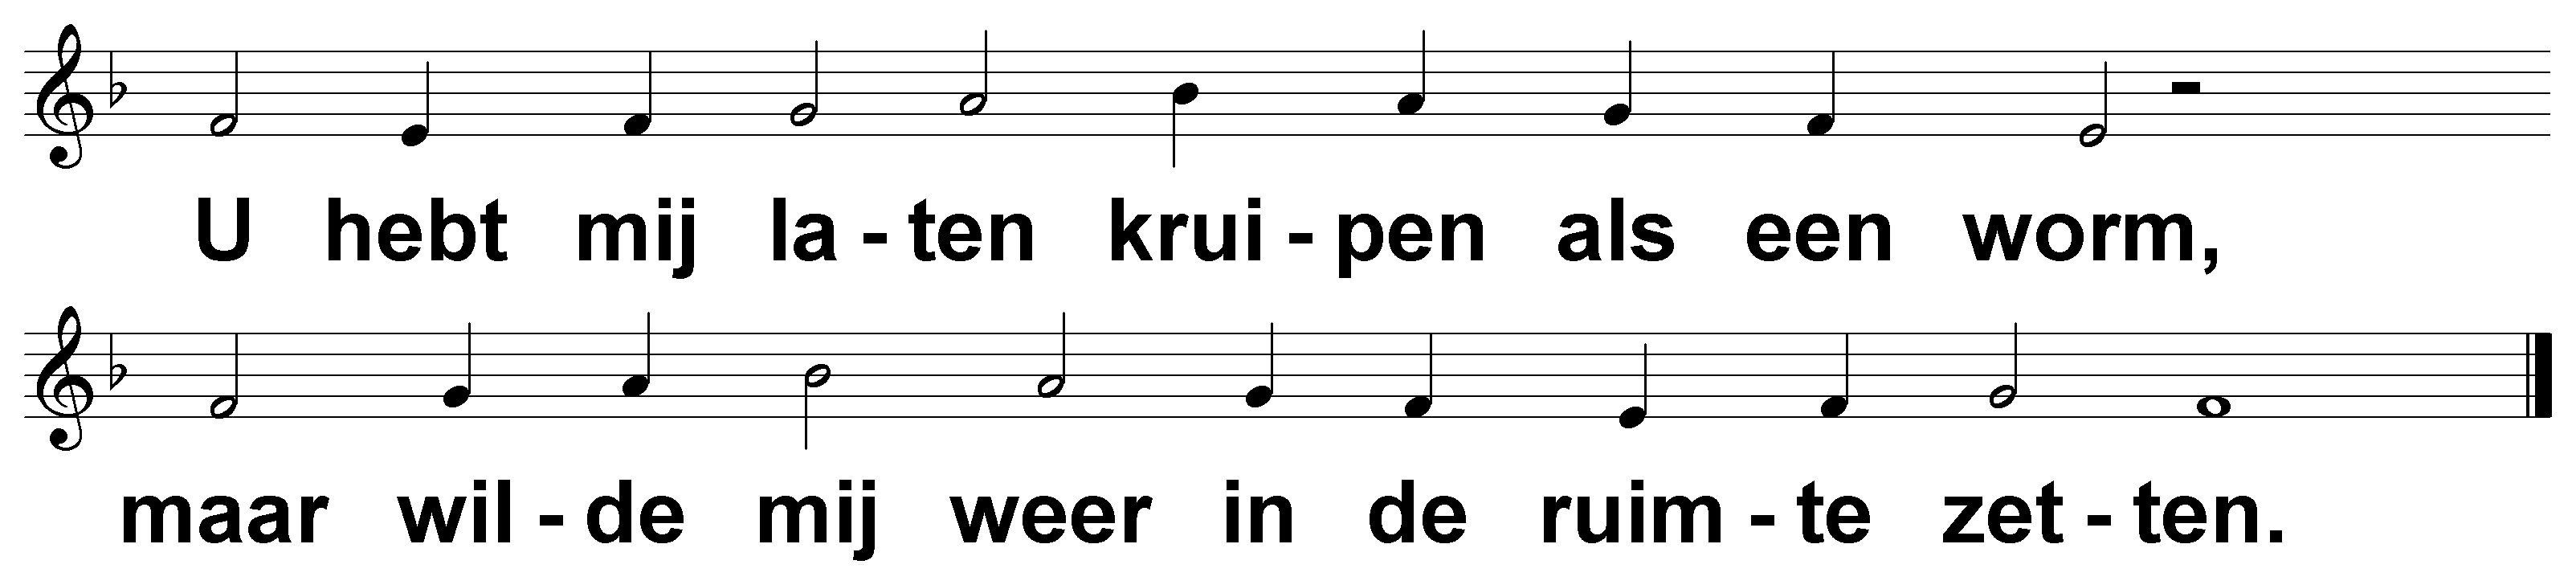 U hebt mij la - ten krui - pen als een worm,
maar wil - de mij weer in de ruim - te zet - ten.